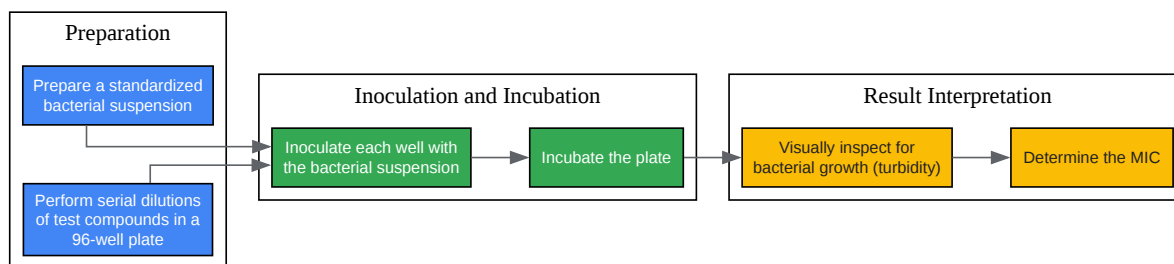 Preparation
Prepare a standardized
bacterial suspension
Perform serial dilutions
of test compounds in a
96-well plate
Inoculation and Incubation
Inoculate each well with
the bacterial suspension
Incubate the plate
Result Interpretation
Visually inspect for
bacterial growth (turbidity)
Determine the MIC